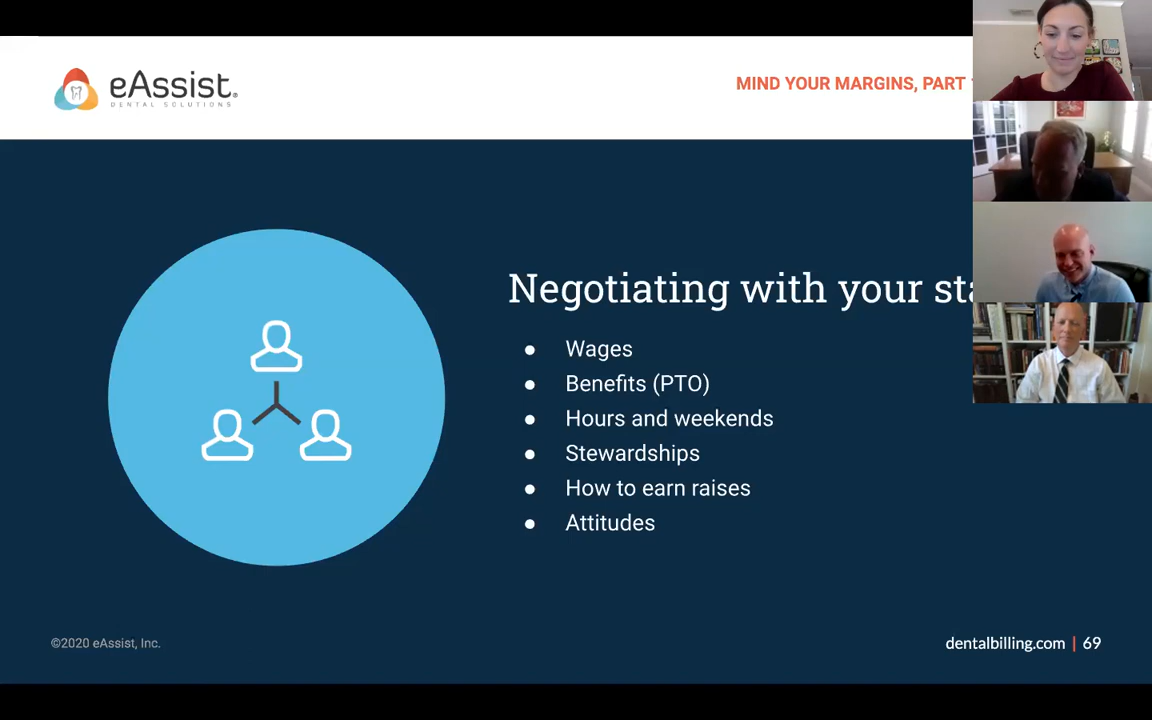 eAssist
DENTAL SOLUTIONS
MIND YOUR MARGINS, PART
Negotiating with your
● Wages
● Benefits (PTO)
● Hours and weekends
● Stewardships
● How to earn raises
● Attitudes
©2020 eAssist, Inc.
dentalbilling.com | 69